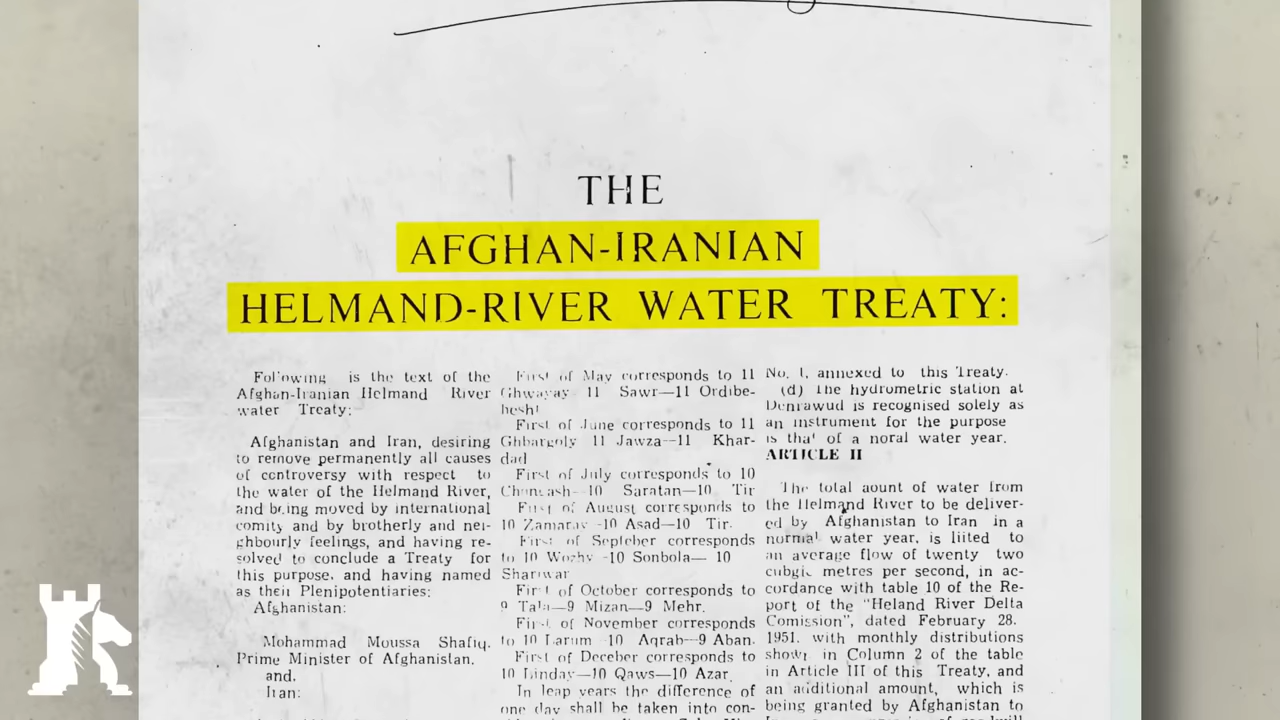 THE
AFGHAN-IRANIAN
HELMAND-RIVER WATER TREATY:
Following is the text of the
Afghan-Iranian Helmand River
water Treaty:
Afghanistan and Iran, desiring
to remove permanently all causes
of controversy with respect to
the water of the Helmand River,
and being moved by international
comity and by brotherly and nei-
ghbourly feelings, and having re-
solved to conclude a Treaty for
this purpose, and having named
as their Plenipotentiaries:
Afghanistan:
Mohammad Moussa Shafiq,
Prime Minister of Afghanistan,
and,
Iran:
First of May corresponds to 11
Ghwayay 11 Sawr—11 Ordibe-
hesht
First of June corresponds to 11
Ghbargoly 11 Jawza—11 Khar-
dad
First of July corresponds to 10
10 Saratan—10 Tir
First of August corresponds to
10 Zamaray -10 Asad—10 Tir.
First of Septeber corresponds
to 10 Wozhy -10 Sonbola— 10
Shariwar
First of October corresponds to
9 Tala—9 Mizan—9 Mehr.
First of November corresponds
to 10 Larum 10 Aqrab—9 Aban.
First of Deceber corresponds to
10 Linday—10 Qaws—10 Azar
In leap years the difference of
one day shall be taken into con-
No. 1, annexed to this Treaty.
(d) The hydrometric station at
Dehrawud is recognised solely as
an instrument for the purpose
is that of a noral water year.
ARTICLE II
The total aount of water from
the Helmand River to be deliver-
ed by Afghanistan to Iran in a
normal water year, is liited to
an average flow of twenty two
cubgic metres per second, in ac-
cordance with table 10 of the Re-
port of the "Heland River Delta
Comission", dated February 28.
1951. with monthly distributions
shown in Column 2 of the table
in Article III of this Treaty, and
an additional amount, which is
being granted by Afghanistan to